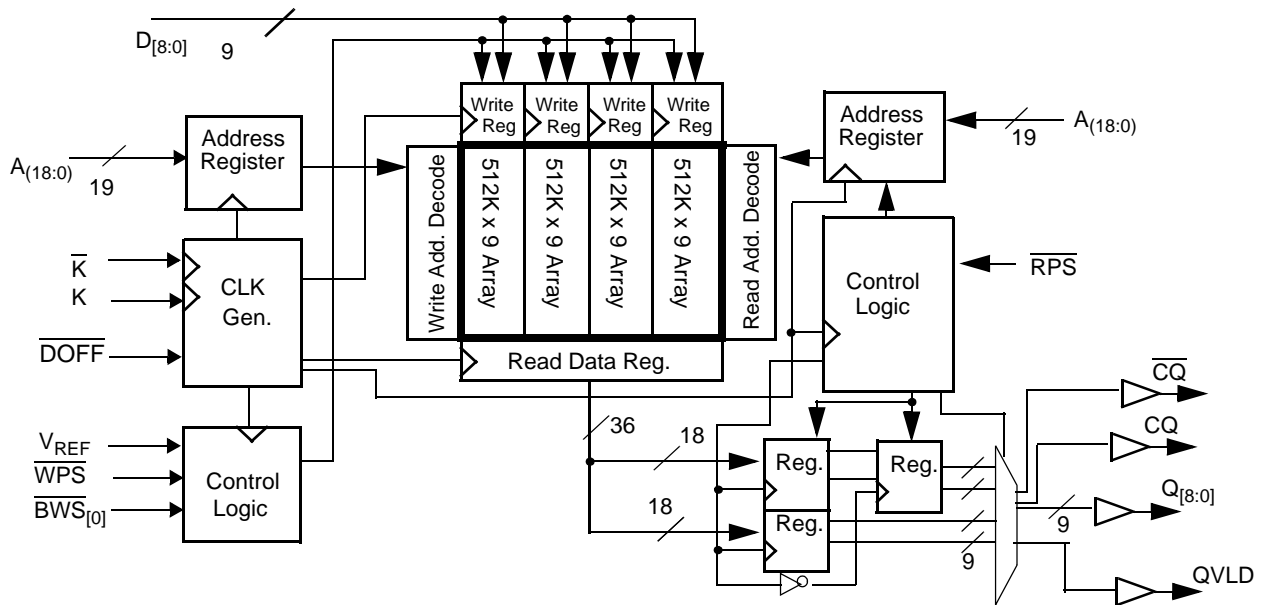 D[8:0]
9
Write
Reg
Write
Reg
Write
Reg
Write
Reg
Address
Register
A(18:0)
19
Address
Register
A(18:0)
19
Write Add. Decode
512K x 9 Array
512K x 9 Array
512K x 9 Array
512K x 9 Array
Read Add. Decode
K
K
DOFF
CLK
Gen.
Control
Logic
RPS
Read Data Reg.
VREF
WPS
BWS[0]
Control
Logic
36
18
18
Reg.
Reg.
Reg.
9
9
CQ
CQ
Q[8:0]
QVLD